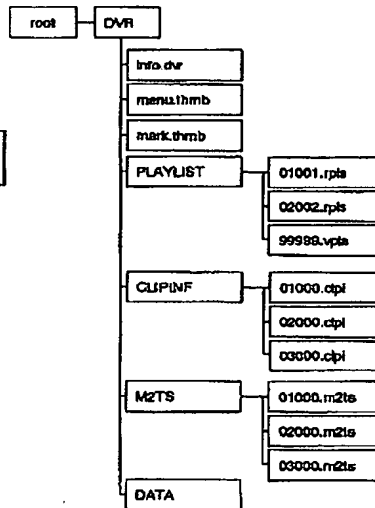 root
DVR
info.dvr
menu.thmb
mark.thmb
PLAYLIST
01001.rpls
02002.rpls
99999.vpls
CLIPINF
01000.clpi
02000.clpi
03000.clpi
M2TS
01000.m2ts
02000.m2ts
03000.m2ts
DATA